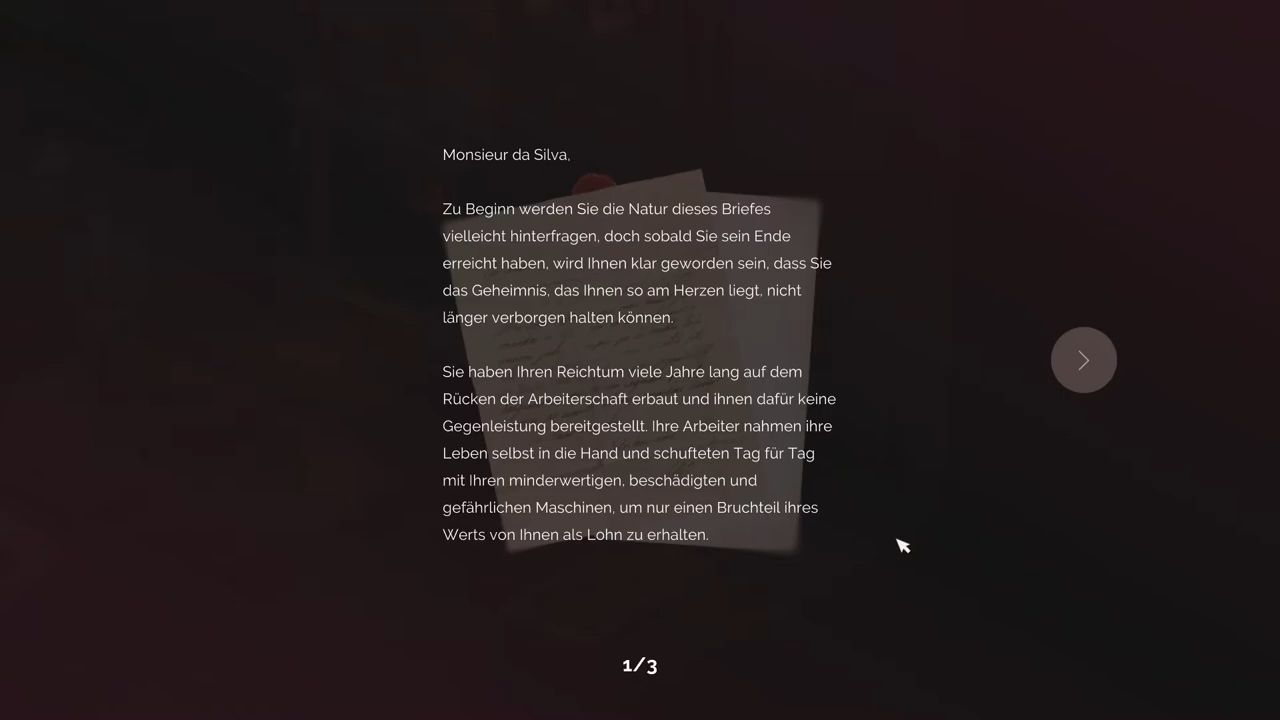 Monsieur da Silva,
Zu Beginn werden Sie die Natur dieses Briefes
vielleicht hinterfragen, doch sobald Sie sein Ende
erreicht haben, wird Ihnen klar geworden sein, dass Sie
das Geheimnis, das Ihnen so am Herzen liegt, nicht
länger verborgen halten können.
Sie haben Ihren Reichtum viele Jahre lang auf dem
Rücken der Arbeiterschaft erbaut und ihnen dafür keine
Gegenleistung bereitgestellt. Ihre Arbeiter nahmen ihre
Leben selbst in die Hand und schufteten Tag für Tag
mit Ihren minderwertigen, beschädigten und
gefährlichen Maschinen, um nur einen Bruchteil ihres
Werts von Ihnen als Lohn zu erhalten.
1/3